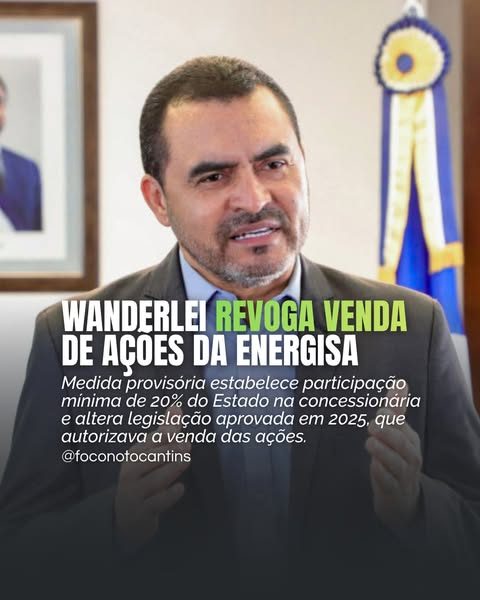 WANDERLEI REVOGA VENDA
DE AÇÕES DA ENERGISA
Medida provisória estabelece participação
mínima de 20% do Estado na concessionária
e altera legislação aprovada em 2025, que
autorizava a venda das ações.
@foconotocantins